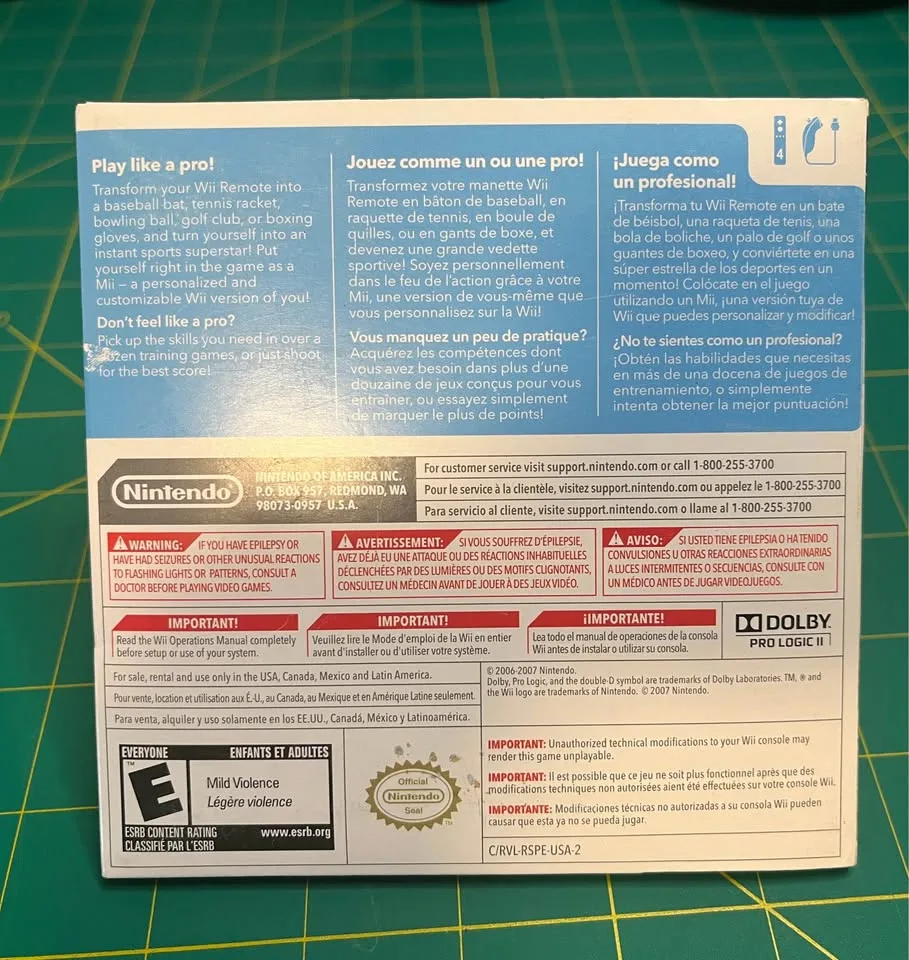 Play like a pro!
Transform your Wii Remote into
a baseball bat, tennis racket,
bowling ball, golf club, or boxing
gloves, and turn yourself into an
instant sports superstar! Put
yourself right in the game as a
Mii – a personalized and
customizable Wii version of you!
Don't feel like a pro?
Pick up the skills you need in over a
dozen training games, or just shoot
for the best score!
Jouez comme un ou une pro!
Transformez votre manette Wii
Remote en bâton de baseball, en
raquette de tennis, en boule de
quilles, ou en gants de boxe, et
devenez une grande vedette
sportive! Soyez personnellement
dans le feu de l'action grâce à votre
Mii, une version de vous-même que
vous personnalisez sur la Wii!
Vous manquez un peu de pratique?
Acquérez les compétences dont
vous avez besoin dans plus d'une
douzaine de jeux conçus pour vous
entraîner, ou essayez simplement
de marquer le plus de points!
¡Juega como
un profesional!
¡Transforma tu Wii Remote en un bate
de béisbol, una raqueta de tenis, una
bola de boliche, un palo de golf o unos
guantes de boxeo, y conviértete en una
súper estrella de los deportes en un
momento! Colócate en el juego
utilizando un Mii, ¡una versión tuya de
Wii que puedes personalizar y modificar!
¿No te sientes como un profesional?
¡Obtén las habilidades que necesitas
en más de una docena de juegos de
entrenamiento, o simplemente
intenta obtener la mejor puntuación!
4
Nintendo
NINTENDO OF AMERICA INC.
P.O. BOX 957, REDMOND, WA
98073-0957 U.S.A.
For customer service visit support.nintendo.com or call 1-800-255-3700
Pour le service à la clientèle, visitez support.nintendo.com ou appelez le 1-800-255-3700
Para servicio al cliente, visite support.nintendo.com o llame al 1-800-255-3700
WARNING: IF YOU HAVE EPILEPSY OR
HAVE HAD SEIZURES OR OTHER UNUSUAL REACTIONS
TO FLASHING LIGHTS OR PATTERNS, CONSULT A
DOCTOR BEFORE PLAYING VIDEO GAMES.
AVERTISSEMENT: SI VOUS SOUFFREZ D'ÉPILEPSIE,
AVEZ DÉJÀ EU UNE ATTAQUE OU DES RÉACTIONS INHABITUELLES
DÉCLENCHÉES PAR DES LUMIÈRES OU DES MOTIFS CLIGNOTANTS,
CONSULTEZ UN MÉDECIN AVANT DE JOUER À DES JEUX VIDÉO.
AVISO: SI USTED TIENE EPILEPSIA O HA TENIDO
CONVULSIONES U OTRAS REACCIONES EXTRAORDINARIAS
A LUCES INTERMITENTES O SECUENCIAS, CONSULTE CON
UN MÉDICO ANTES DE JUGAR VIDEOJUEGOS.
IMPORTANT!
Read the Wii Operations Manual completely
before setup or use of your system.
IMPORTANT!
Veuillez lire le Mode d'emploi de la Wii en entier
avant d'installer ou d'utiliser votre système.
¡IMPORTANTE!
Lea todo el manual de operaciones de la consola
Wii antes de instalar o utilizar su consola.
DOLBY
PRO LOGIC II
For sale, rental and use only in the USA, Canada, Mexico and Latin America.
Pour vente, location et utilisation aux É.-U., au Canada, au Mexique et en Amérique Latine seulement.
Para venta, alquiler y uso solamente en los EE.UU., Canadá, México y Latinoamérica.
© 2006-2007 Nintendo.
Dolby, Pro Logic, and the double-D symbol are trademarks of Dolby Laboratories. TM, ® and
the Wii logo are trademarks of Nintendo. © 2007 Nintendo.
EVERYONE ENFANTS ET ADULTES
E
TM
Mild Violence
Légère violence
ESRB CONTENT RATING www.esrb.org
CLASSIFIÉ PAR L'ESRB
Official
Nintendo
Seal
TM
IMPORTANT: Unauthorized technical modifications to your Wii console may
render this game unplayable.
IMPORTANT: Il est possible que ce jeu ne soit plus fonctionnel après que des
modifications techniques non autorisées aient été effectuées sur votre console Wii.
IMPORTANTE: Modificaciones técnicas no autorizadas a su consola Wii pueden
causar que esta ya no se pueda jugar.
C/RVL-RSPE-USA-2